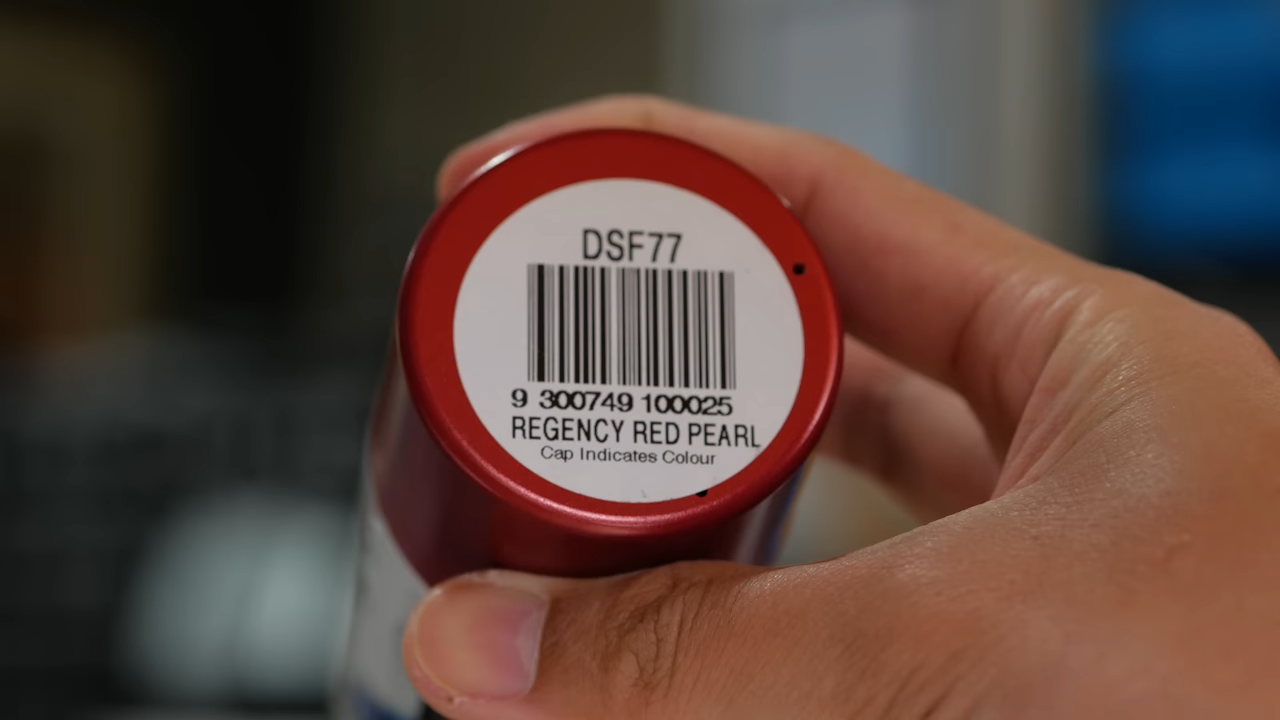 DSF77
9 300749 100025
REGENCY RED PEARL
Cap Indicates Colour